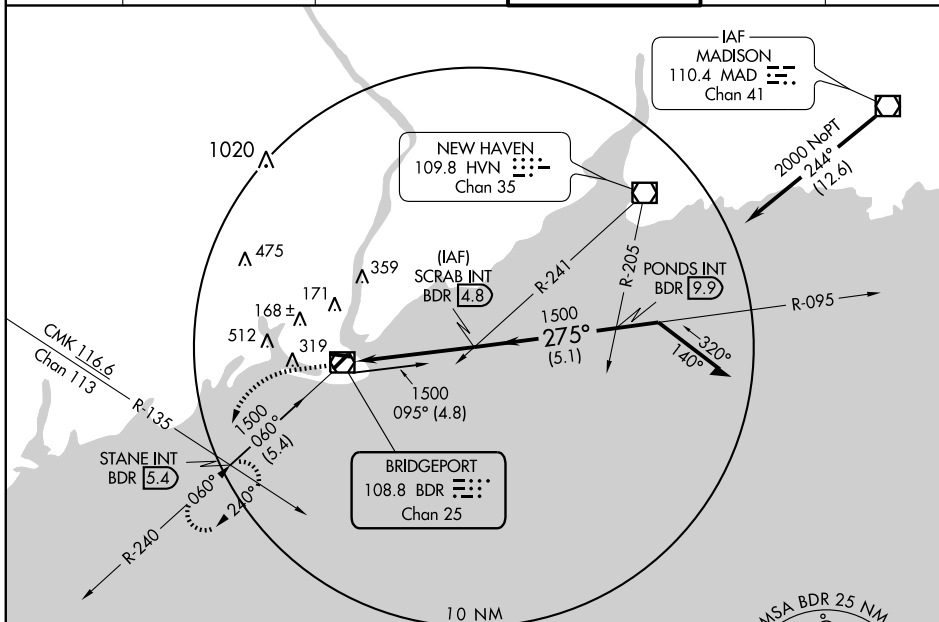 IAF
MADISON
110.4 MAD
Chan 41
2000 NoPT
244°
(12.6)
1020
NEW HAVEN
109.8 HVN
Chan 35
475
359
171
168 ±
512
319
(IAF)
SCRAB INT
BDR 4.8
R-241
R-205
PONDS INT
BDR 9.9
R-095
1500
275°
(5.1)
320°
140°
CMK 116.6
Chan 113
R-135
1500
095° (4.8)
1500
060°
(5.4)
STANE INT
BDR 5.4
060°
240°
R-240
BRIDGEPORT
108.8 BDR
Chan 25
10 NM
MSA BDR 25 NM